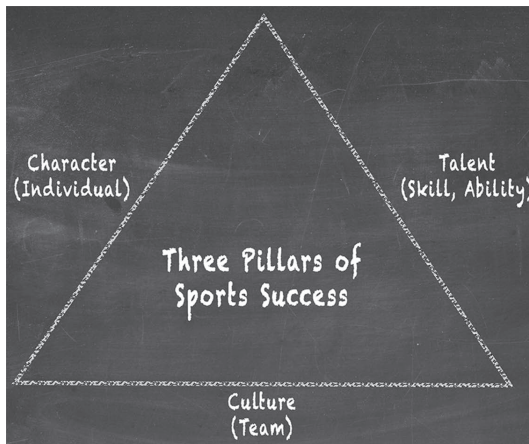 Character
(Individual)
Talent
(Skill, Ability)
Three Pillars of
Sports Success
Culture
(Team)